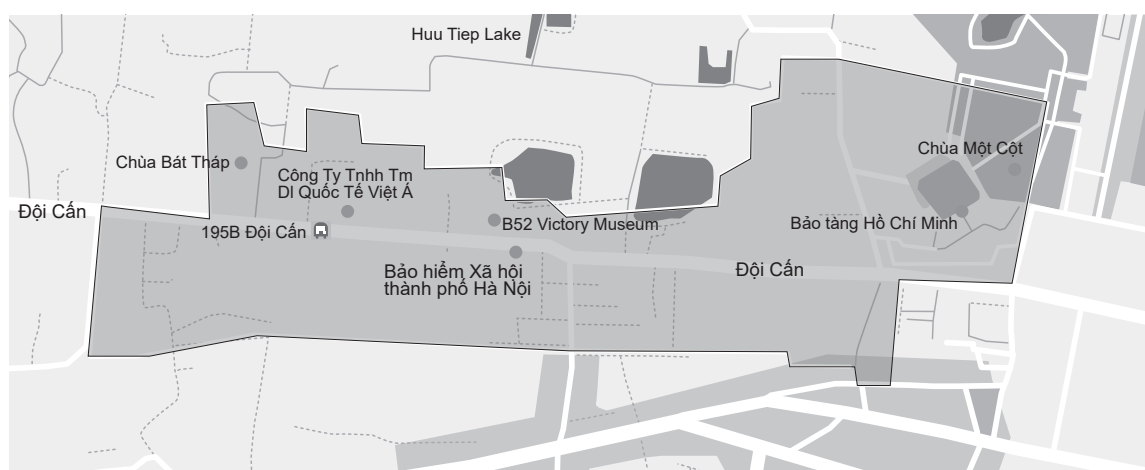 Huu Tiep Lake
Chùa Một Cột
Chùa Bát Tháp
Công Ty Tnhh Tm
Dl Quốc Tế Việt Á
Đội Cấn
B52 Victory Museum
Bảo tàng Hồ Chí Minh
195B Đội Cấn
Bảo hiểm Xã hội
thành phố Hà Nội
Đội Cấn